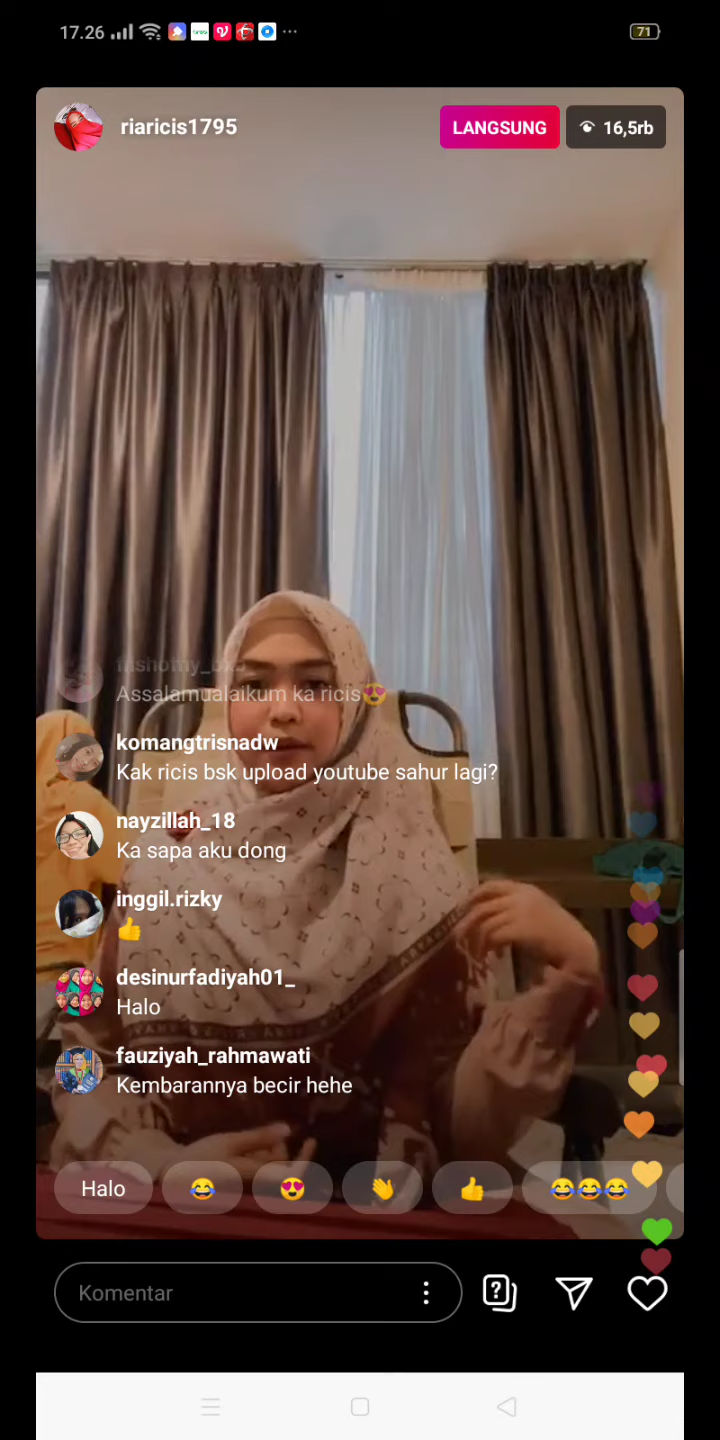 17.26
71
riaricis1795
LANGSUNG
16,5rb
Assalamualaikum ka ricis😍
komangtrisnadw
Kak ricis bsk upload youtube sahur lagi?
nayzillah_18
Ka sapa aku dong
inggil.rizky
👍
desinurfadiyah01_
Halo
fauziyah_rahmawati
Kembarannya becir hehe
Halo 😂 😍 👋 👍 😂😂😂
Komentar